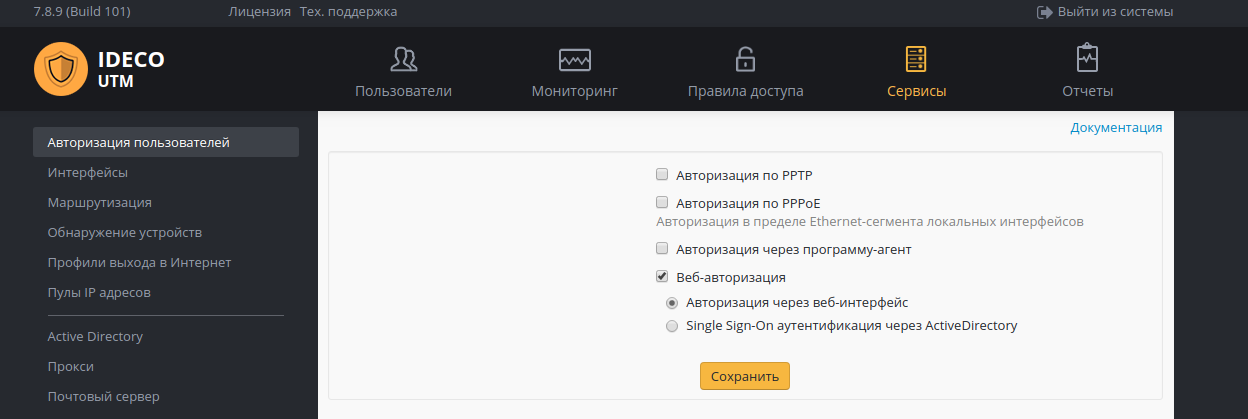 7.8.9 (Build 101) Лицензия Тех. поддержка Выйти из системы
IDECO
UTM
Пользователи Мониторинг Правила доступа Сервисы Отчеты
Авторизация пользователей
Интерфейсы
Маршрутизация
Обнаружение устройств
Профили выхода в Интернет
Пулы IP адресов
Active Directory
Прокси
Почтовый сервер
Документация
Авторизация по PPTP
Авторизация по PPPoE
Авторизация в пределе Ethernet-сегмента локальных интерфейсов
Авторизация через программу-агент
Веб-авторизация
Авторизация через веб-интерфейс
Single Sign-On аутентификация через ActiveDirectory
Сохранить